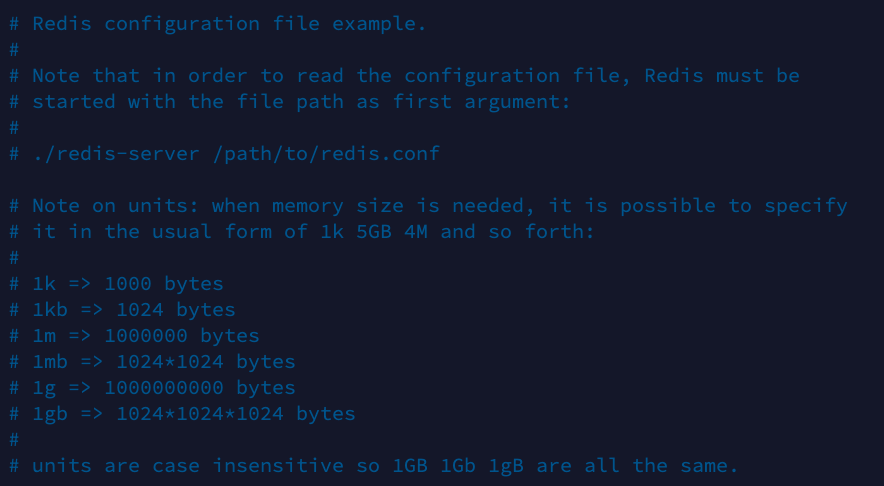 # Redis configuration file example.
#
# Note that in order to read the configuration file, Redis must be
# started with the file path as first argument:
#
# ./redis-server /path/to/redis.conf

# Note on units: when memory size is needed, it is possible to specify
# it in the usual form of 1k 5GB 4M and so forth:
#
# 1k => 1000 bytes
# 1kb => 1024 bytes
# 1m => 1000000 bytes
# 1mb => 1024*1024 bytes
# 1g => 1000000000 bytes
# 1gb => 1024*1024*1024 bytes
#
# units are case insensitive so 1GB 1Gb 1gB are all the same.